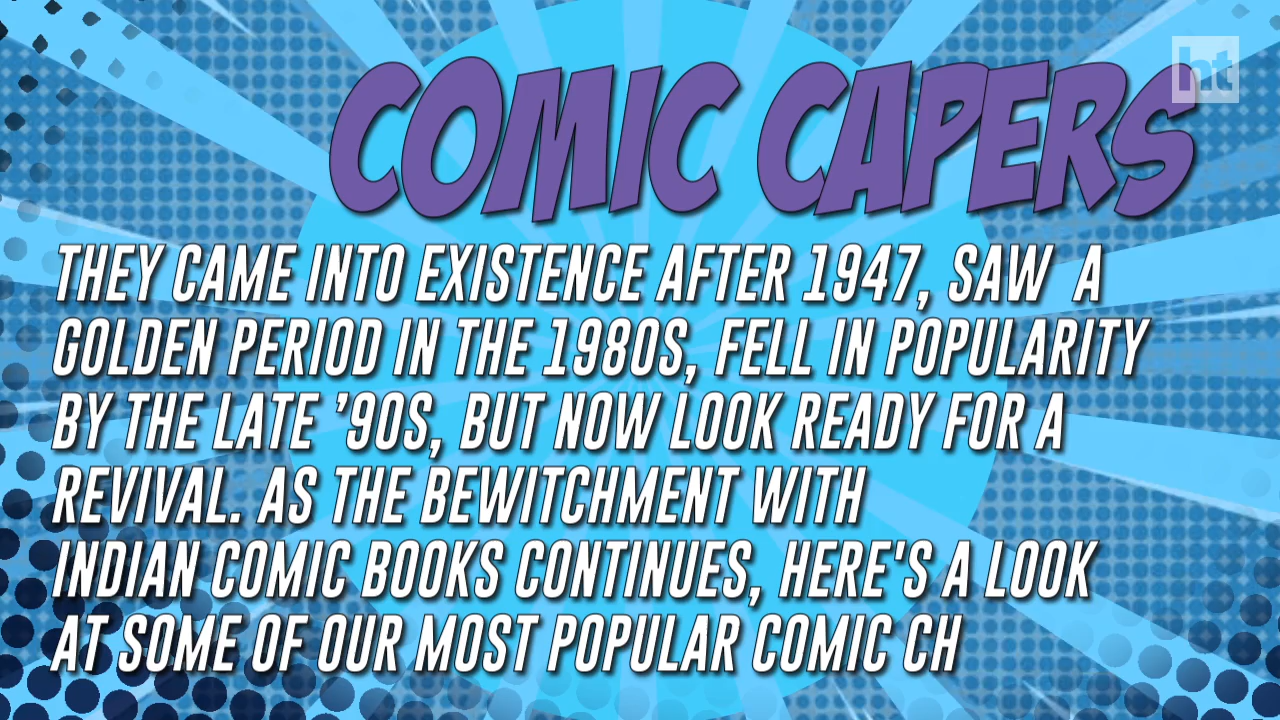 ht
COMIC CAPERS
THEY CAME INTO EXISTENCE AFTER 1947, SAW A
GOLDEN PERIOD IN THE 1980S, FELL IN POPULARITY
BY THE LATE ’90S, BUT NOW LOOK READY FOR A
REVIVAL. AS THE BEWITCHMENT WITH
INDIAN COMIC BOOKS CONTINUES, HERE'S A LOOK
AT SOME OF OUR MOST POPULAR COMIC CH